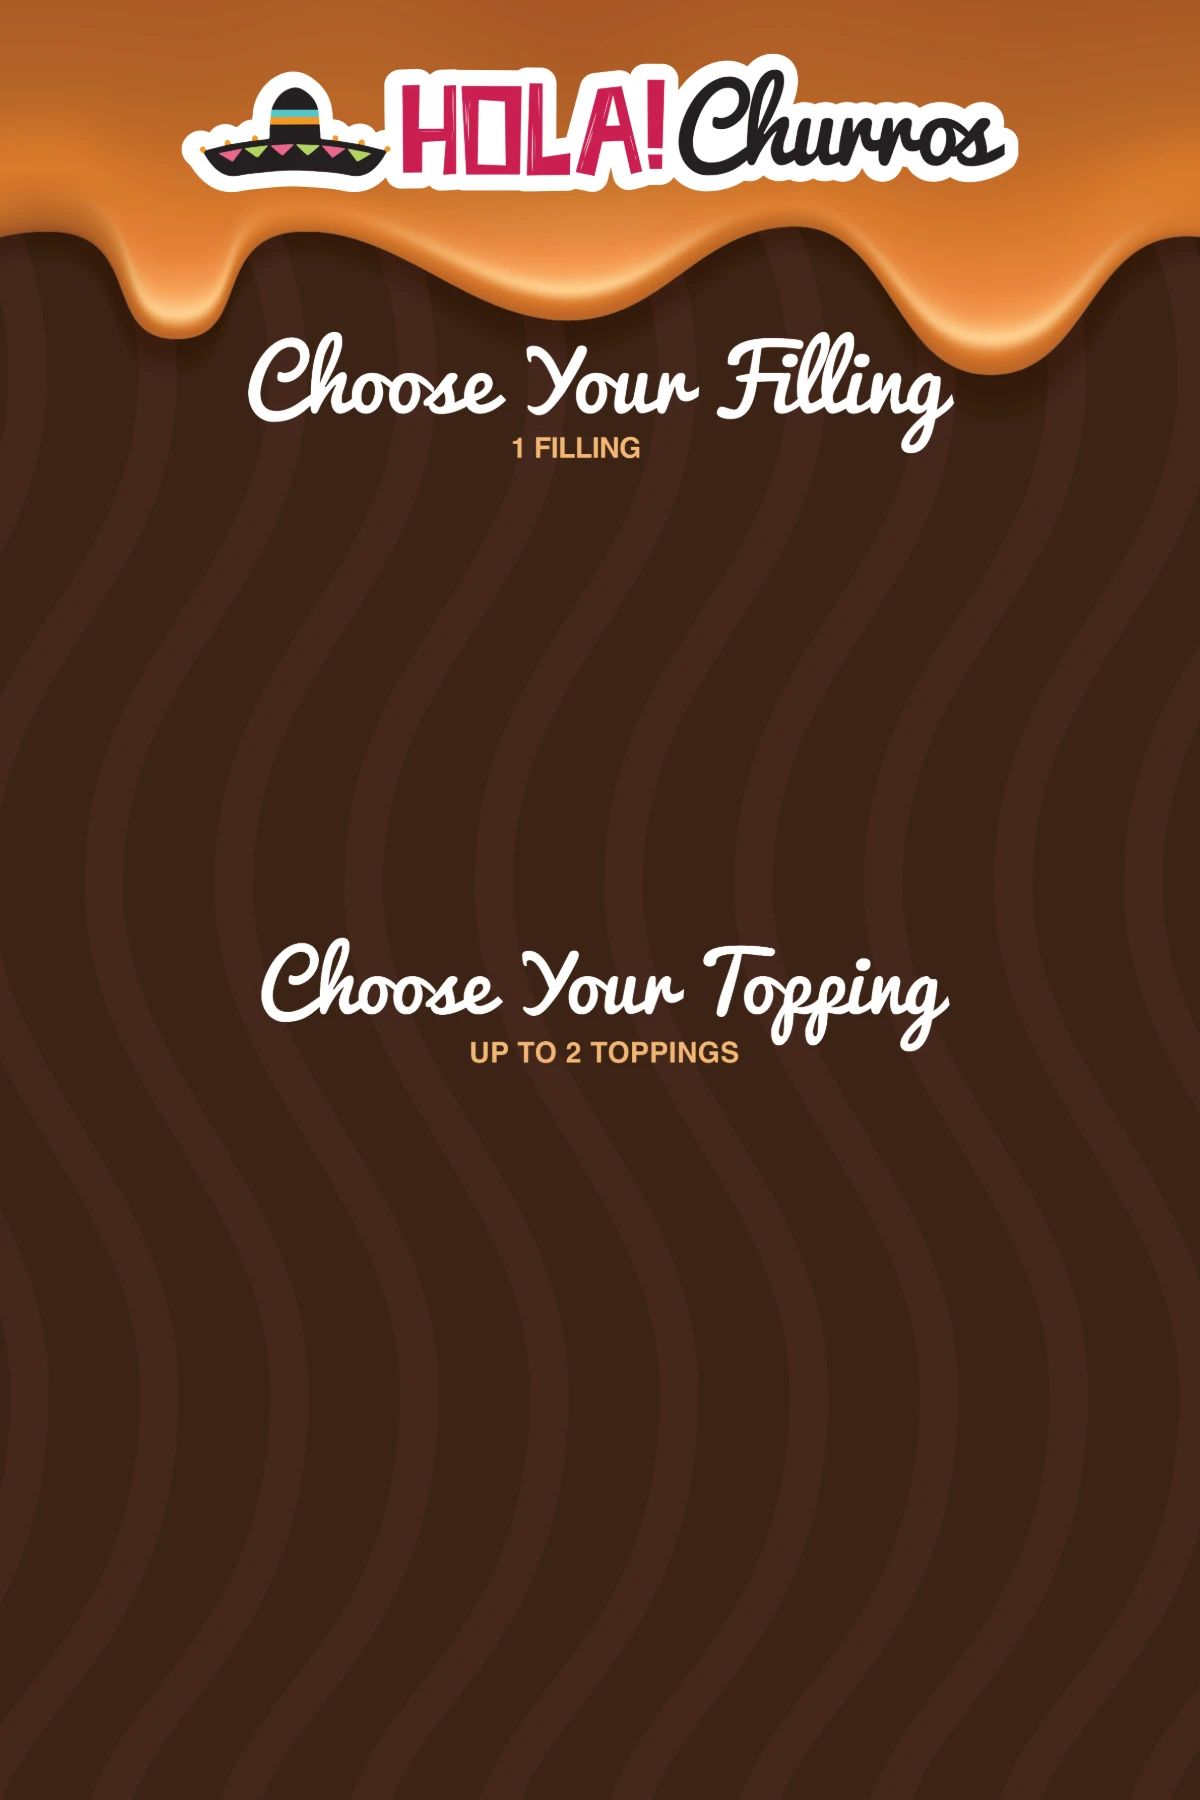 HOLA! Churros
Choose Your Filling
1 FILLING
Choose Your Topping
UP TO 2 TOPPINGS